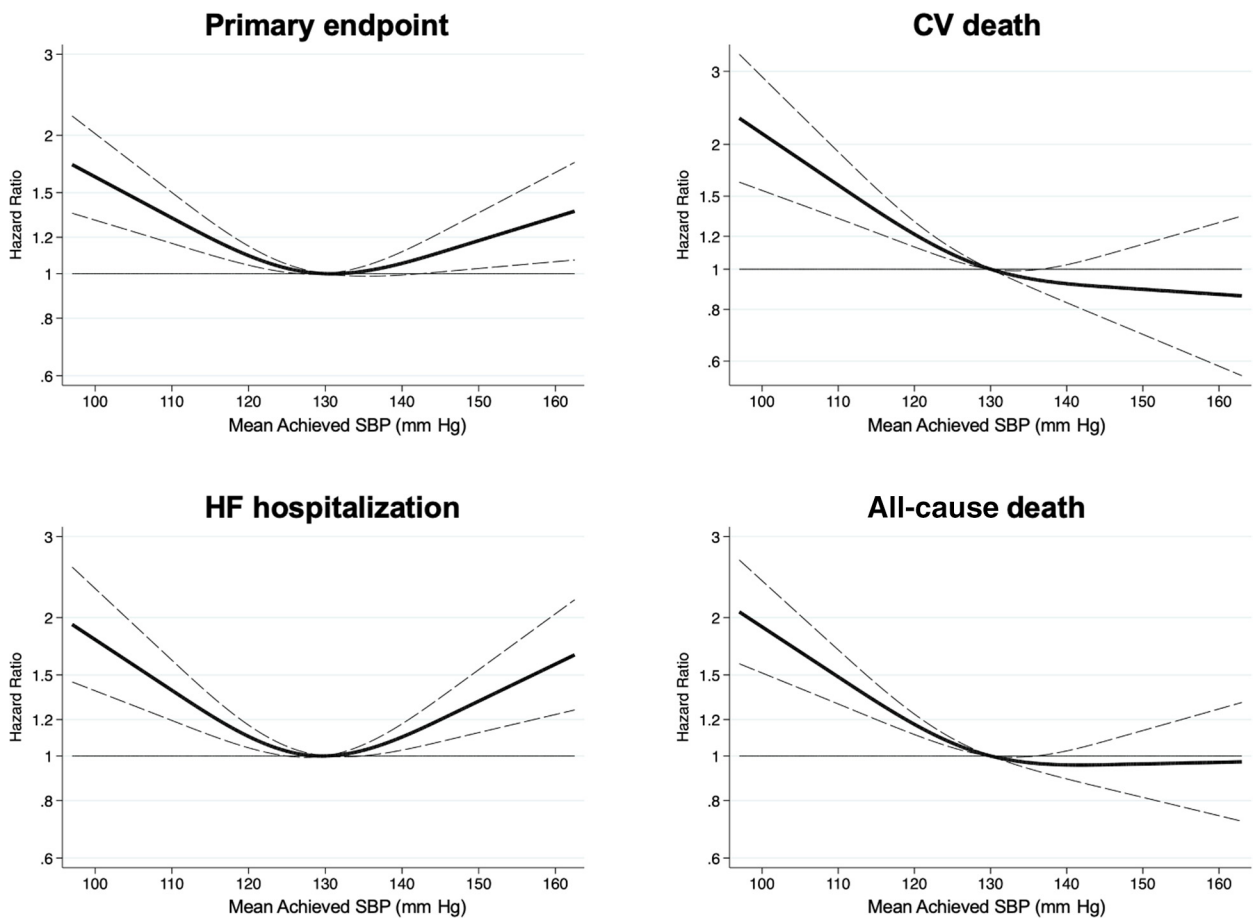 Primary endpoint
3
2
1.5
1.2
1
.8
.6
Hazard Ratio
100 110 120 130 140 150 160
Mean Achieved SBP (mm Hg)
CV death
3
2
1.5
1.2
1
.8
.6
Hazard Ratio
100 110 120 130 140 150 160
Mean Achieved SBP (mm Hg)
HF hospitalization
3
2
1.5
1.2
1
.8
.6
Hazard Ratio
100 110 120 130 140 150 160
Mean Achieved SBP (mm Hg)
All-cause death
3
2
1.5
1.2
1
.8
.6
Hazard Ratio
100 110 120 130 140 150 160
Mean Achieved SBP (mm Hg)